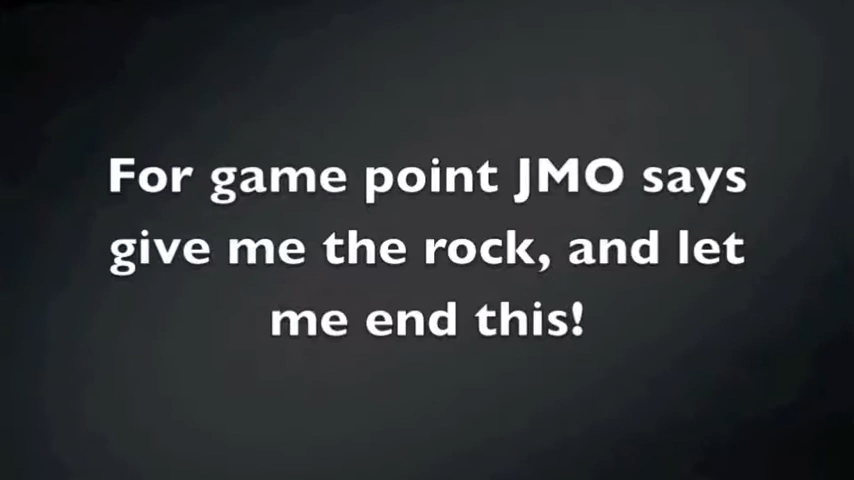 For game point JMO says
give me the rock, and let
me end this!